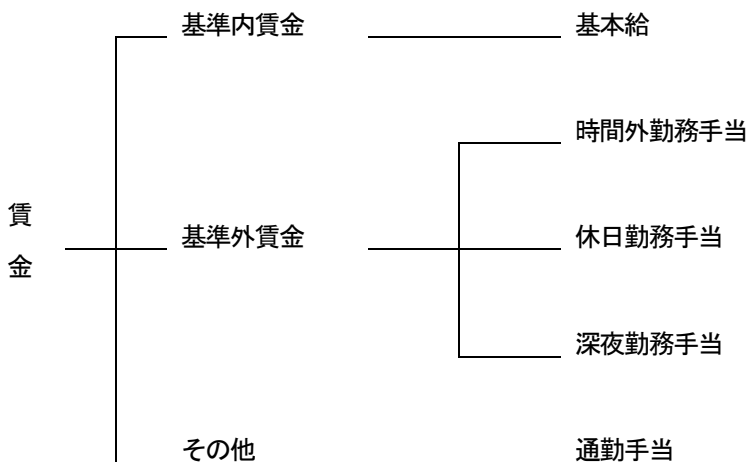 基準内賃金 基本給
時間外勤務手当
賃金
基準外賃金 休日勤務手当
深夜勤務手当
その他 通勤手当